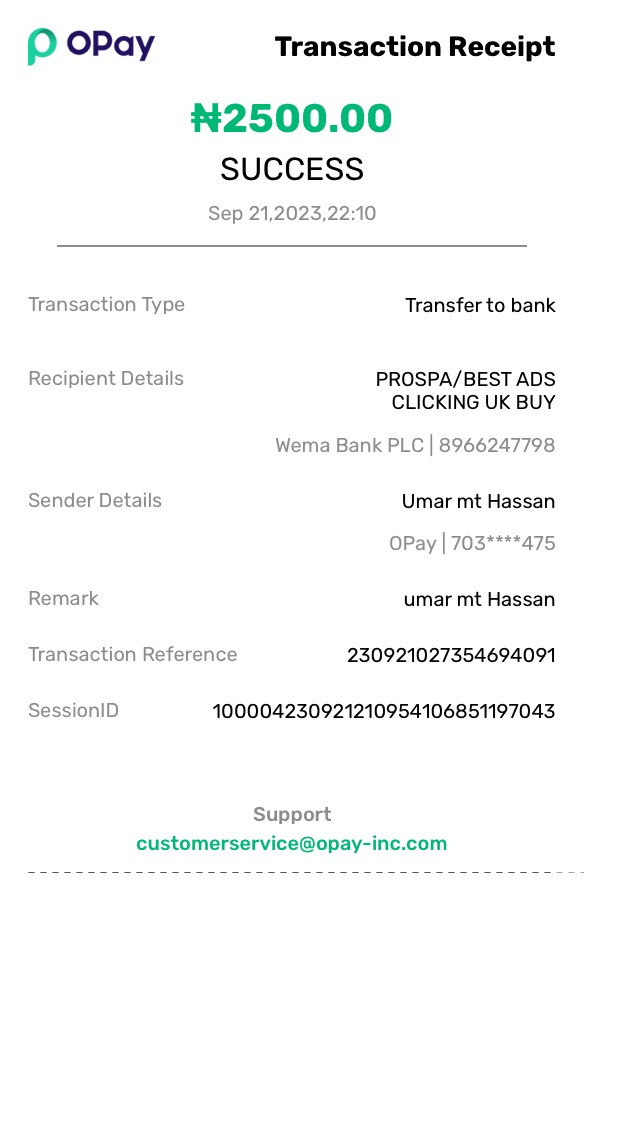 OPay
Transaction Receipt
₦2500.00
SUCCESS
Sep 21,2023,22:10
Transaction Type
Transfer to bank
Recipient Details
PROSPA/BEST ADS
CLICKING UK BUY
Wema Bank PLC | 8966247798
Sender Details
Umar mt Hassan
OPay | 703****475
Remark
umar mt Hassan
Transaction Reference
230921027354694091
SessionID
100004230921210954106851197043
Support
customerservice@opay-inc.com